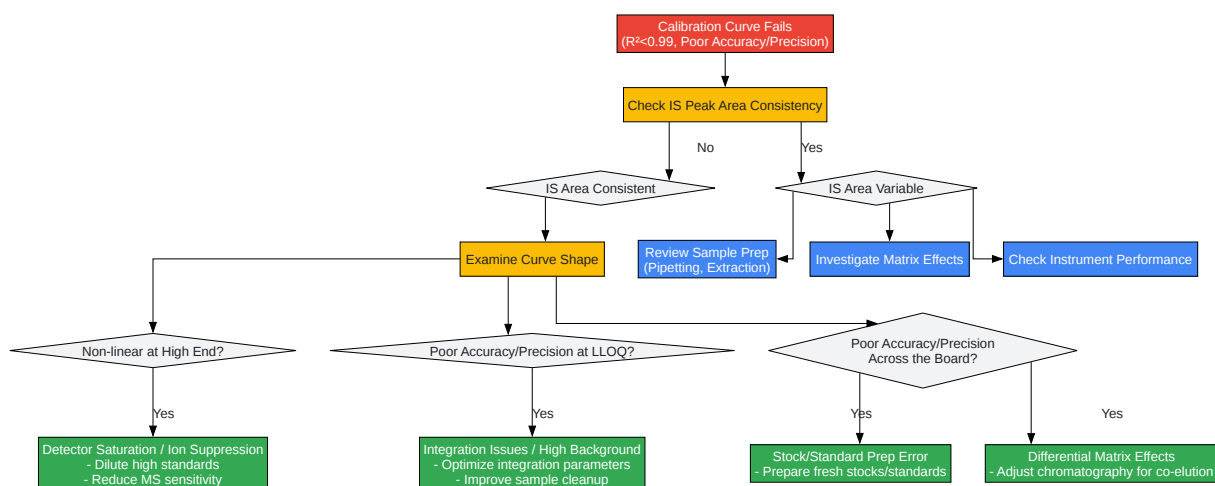 Calibration Curve Fails
(R²<0.99, Poor Accuracy/Precision)
Check IS Peak Area Consistency
No
Yes
IS Area Consistent
IS Area Variable
Examine Curve Shape
Review Sample Prep
(Pipetting, Extraction)
Investigate Matrix Effects
Check Instrument Performance
Non-linear at High End?
Poor Accuracy/Precision at LLOQ?
Poor Accuracy/Precision
Across the Board?
Yes
Yes
Yes
Yes
Detector Saturation / Ion Suppression
- Dilute high standards
- Reduce MS sensitivity
Integration Issues / High Background
- Optimize integration parameters
- Improve sample cleanup
Stock/Standard Prep Error
- Prepare fresh stocks/standards
Differential Matrix Effects
- Adjust chromatography for co-elution